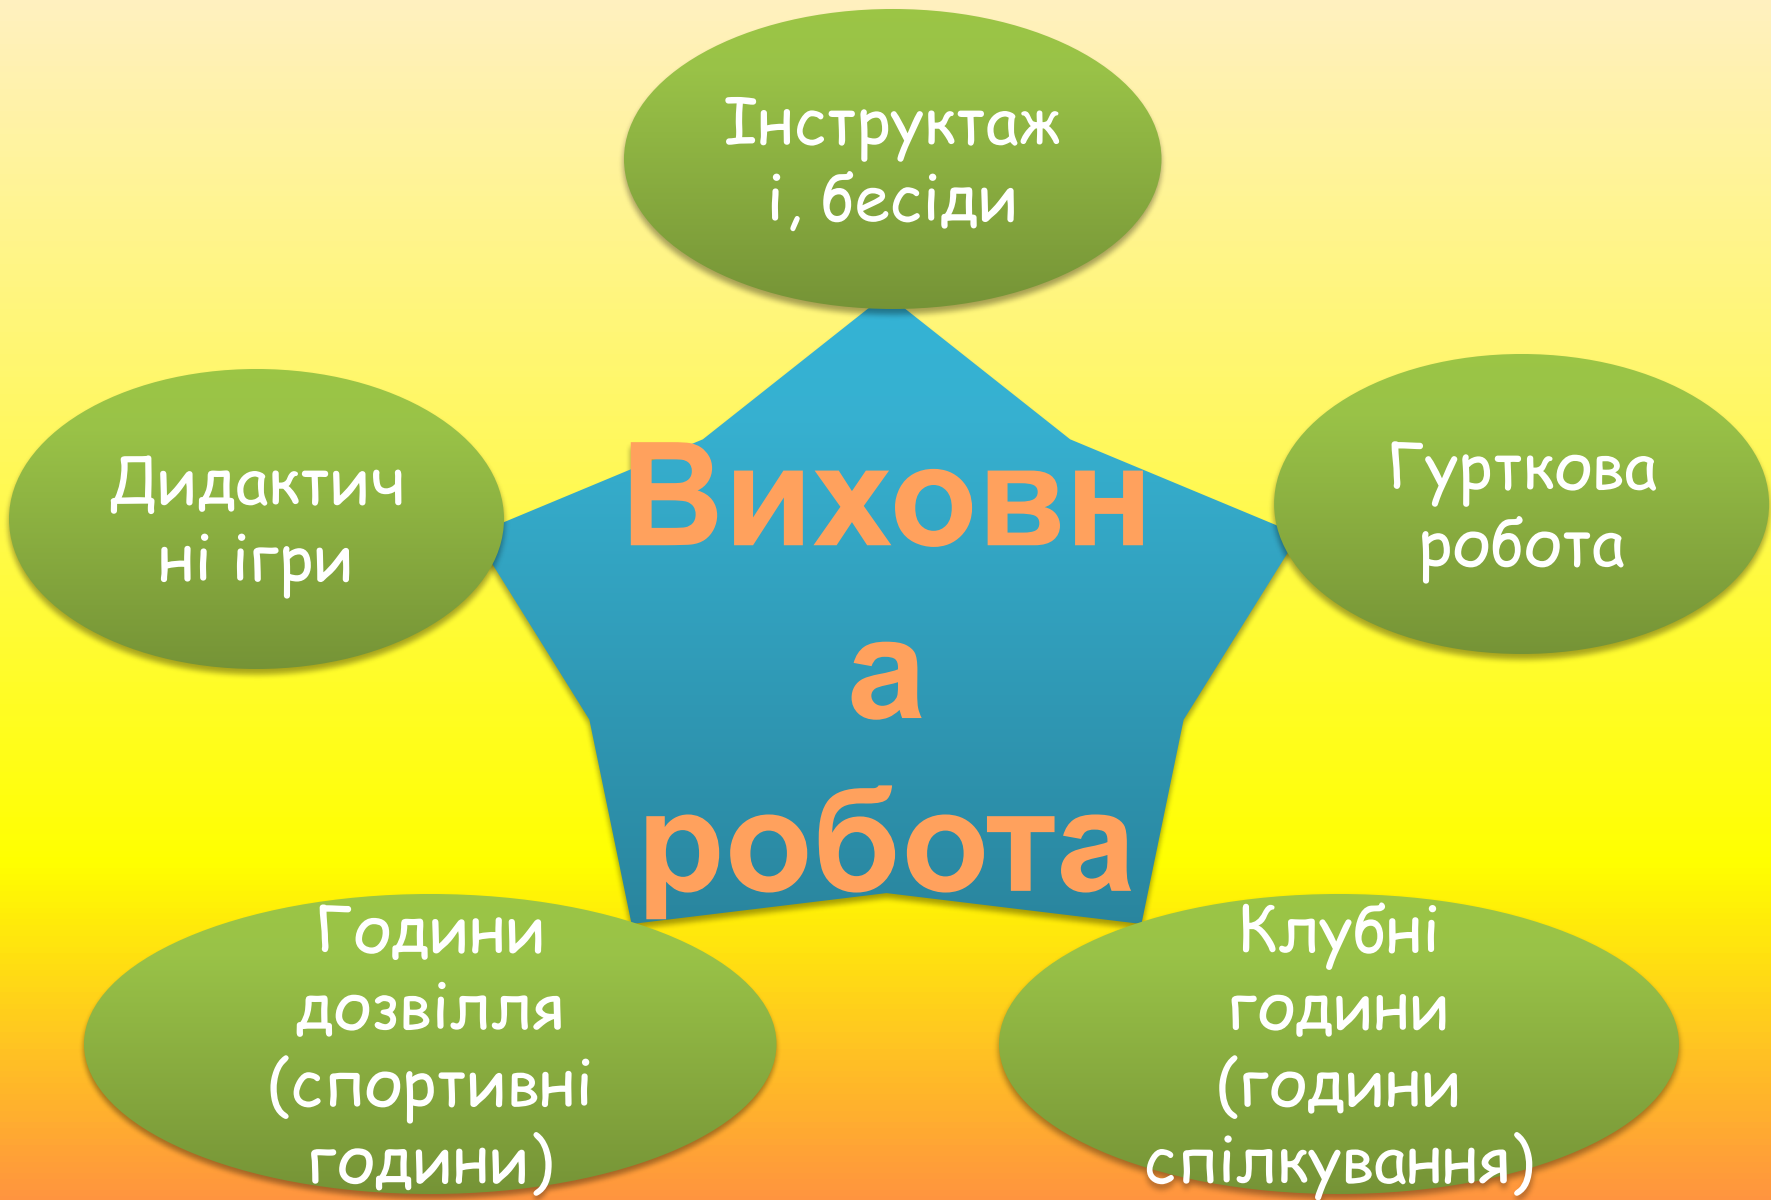 Інструктаж
і, бесіди
Дидактич
ні ігри
Виховн
а
робота
Гурткова
робота
Години
дозвілля
(спортивні
години)
Клубні
години
(години
спілкування)